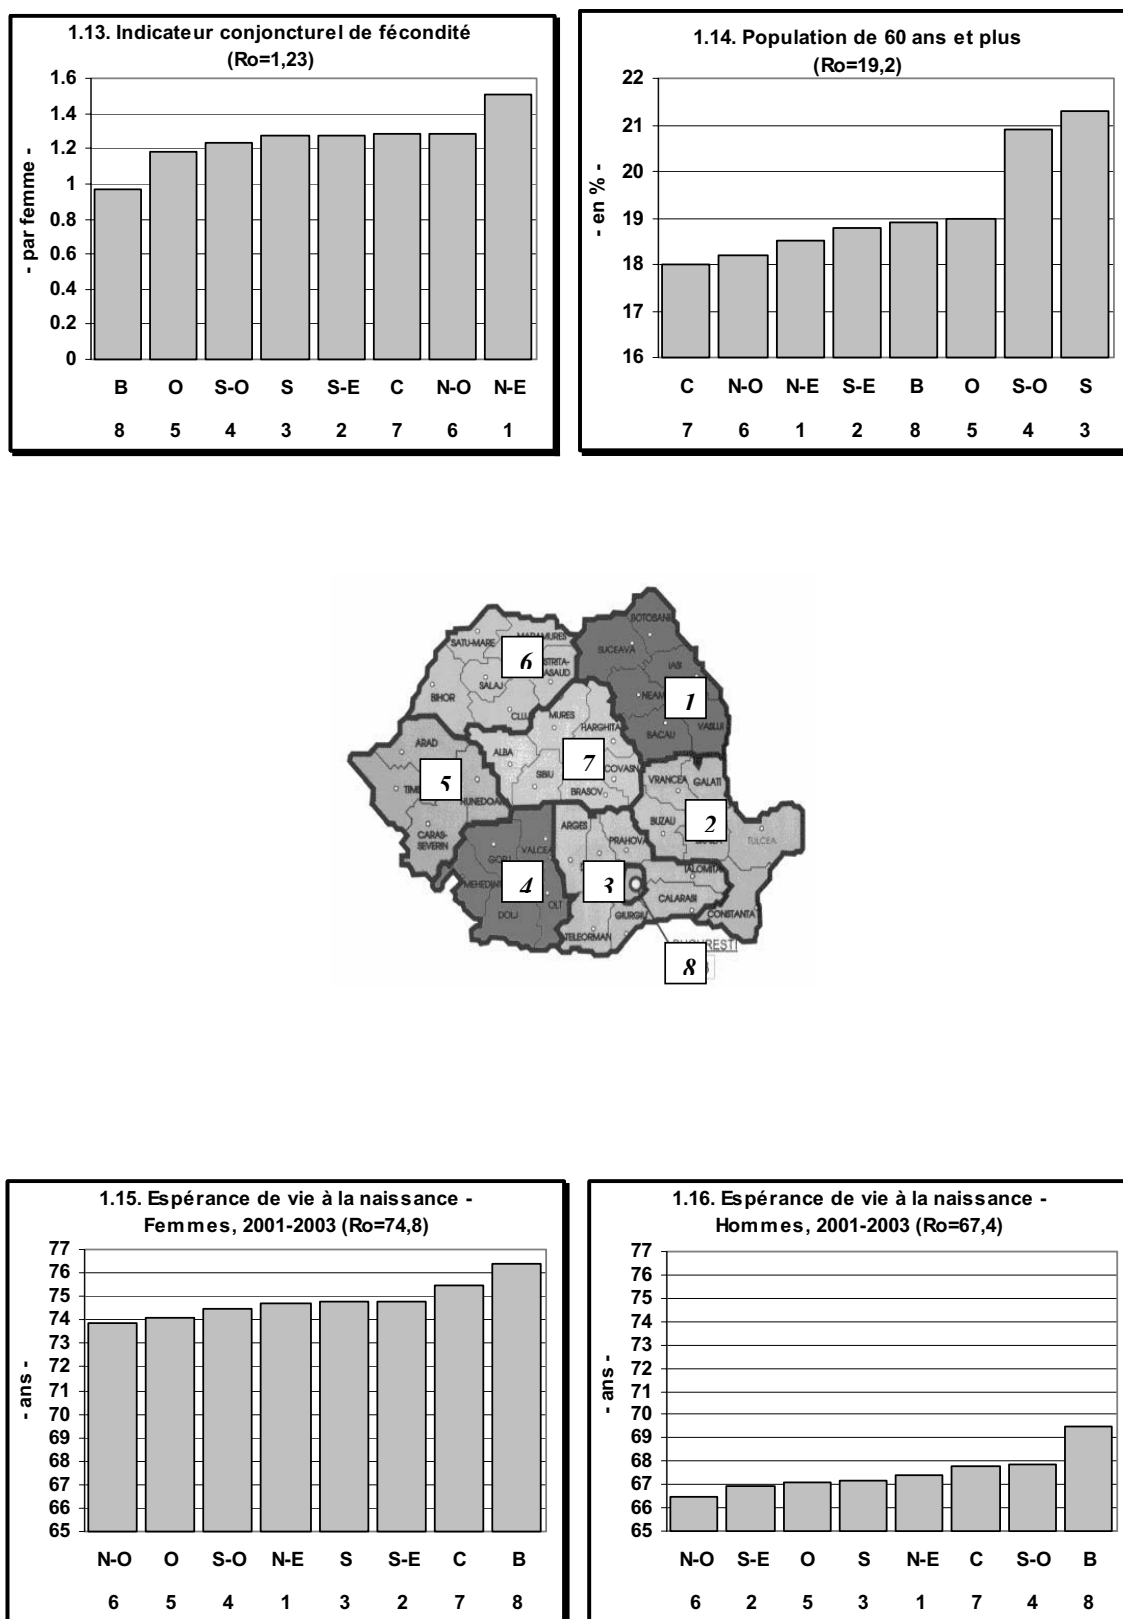 1.13. Indicateur conjoncturel de fécondité
(Ro=1,23)
1.6
1.4
1.2
1
0.8
0.6
0.4
0.2
0
- par femme -
B O S-O S S-E C N-O N-E
8 5 4 3 2 7 6 1
1.14. Population de 60 ans et plus
(Ro=19,2)
22
21
20
19
18
17
16
- en % -
C N-O N-E S-E B O S-O S
7 6 1 2 8 5 4 3
BOTOSANI
SATU-MARE
SUCEAVA
6
IASI
SALAJ
BIHOR
1
CLUJ
MURES
VASLUI
HARGHITA
BACAU
ARAD
ALBA
7
COVASNA
VRANCEA
GALATI
5
SIBIU
HUNEDOARA
BRASOV
ARGES
BUZAU
2
CARAS-
SEVERIN
VALCEA
PRAHOVA
TULCEA
GORJ
IALOMITA
4
3
OLT
CALARASI
DOLJ
GIURGIU
CONSTANTA
TELEORMAN
8
1.15. Espérance de vie à la naissance -
Femmes, 2001-2003 (Ro=74,8)
77
76
75
74
73
72
71
70
69
68
67
66
65
- ans -
N-O O S-O N-E S S-E C B
6 5 4 1 3 2 7 8
1.16. Espérance de vie à la naissance -
Hommes, 2001-2003 (Ro=67,4)
77
76
75
74
73
72
71
70
69
68
67
66
65
- ans -
N-O S-E O S N-E C S-O B
6 2 5 3 1 7 4 8